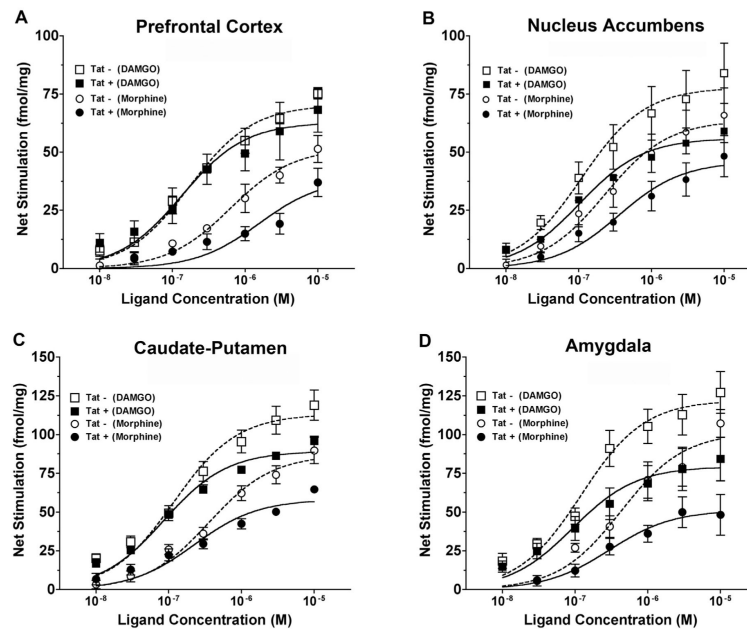 A
Prefrontal Cortex
100
75
50
25
0
Net Stimulation (fmol/mg)
Tat - (DAMGO)
Tat + (DAMGO)
Tat - (Morphine)
Tat + (Morphine)
10-8
10-7
10-6
10-5
Ligand Concentration (M)
B
Nucleus Accumbens
100
75
50
25
0
Net Stimulation (fmol/mg)
Tat - (DAMGO)
Tat + (DAMGO)
Tat - (Morphine)
Tat + (Morphine)
10-8
10-7
10-6
10-5
Ligand Concentration (M)
C
Caudate-Putamen
150
125
100
75
50
25
0
Net Stimulation (fmol/mg)
Tat - (DAMGO)
Tat + (DAMGO)
Tat - (Morphine)
Tat + (Morphine)
10-8
10-7
10-6
10-5
Ligand Concentration (M)
D
Amygdala
150
125
100
75
50
25
0
Net Stimulation (fmol/mg)
Tat - (DAMGO)
Tat + (DAMGO)
Tat - (Morphine)
Tat + (Morphine)
10-8
10-7
10-6
10-5
Ligand Concentration (M)